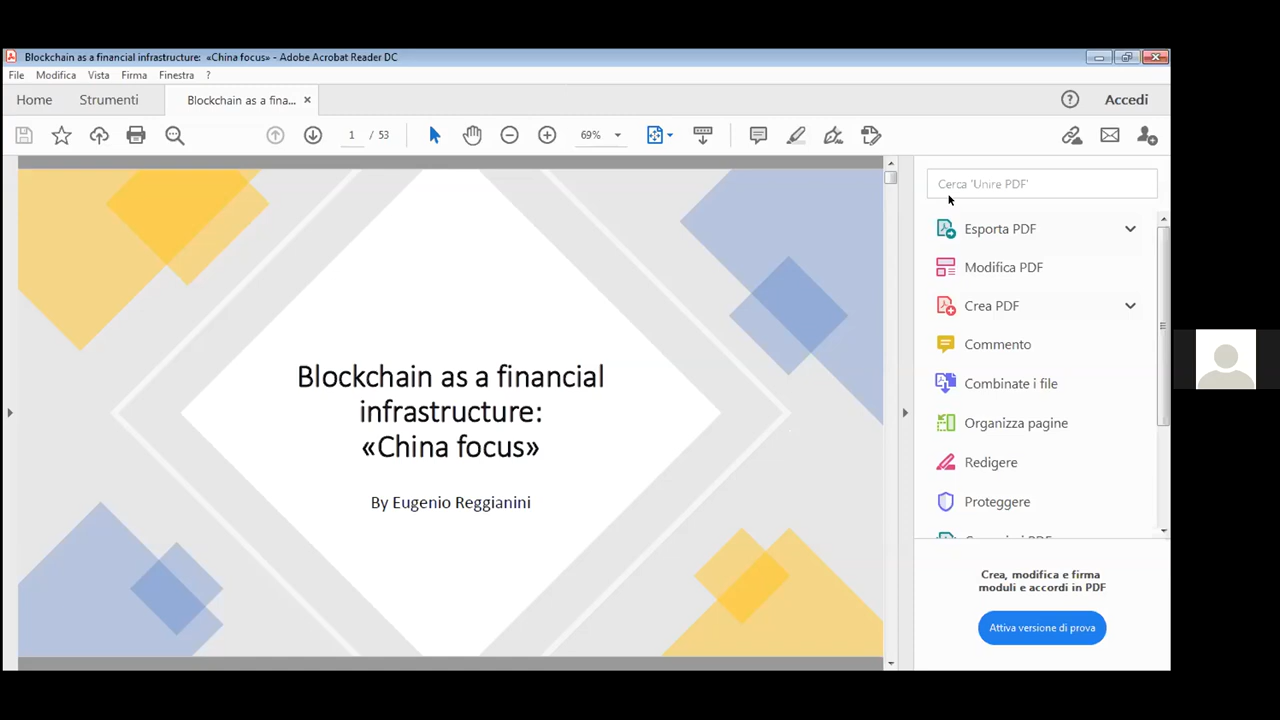 Blockchain as a financial infrastructure: «China focus» - Adobe Acrobat Reader DC
File Modifica Vista Firma Finestra ?
Home Strumenti Blockchain as a fina... × Accedi
1 / 53 69%
Cerca 'Unire PDF'
Esporta PDF
Modifica PDF
Crea PDF
Commento
Combinate i file
Organizza pagine
Redigere
Proteggere
Blockchain as a financial
infrastructure:
«China focus»
By Eugenio Reggianini
Crea, modifica e firma
moduli e accordi in PDF
Attiva versione di prova